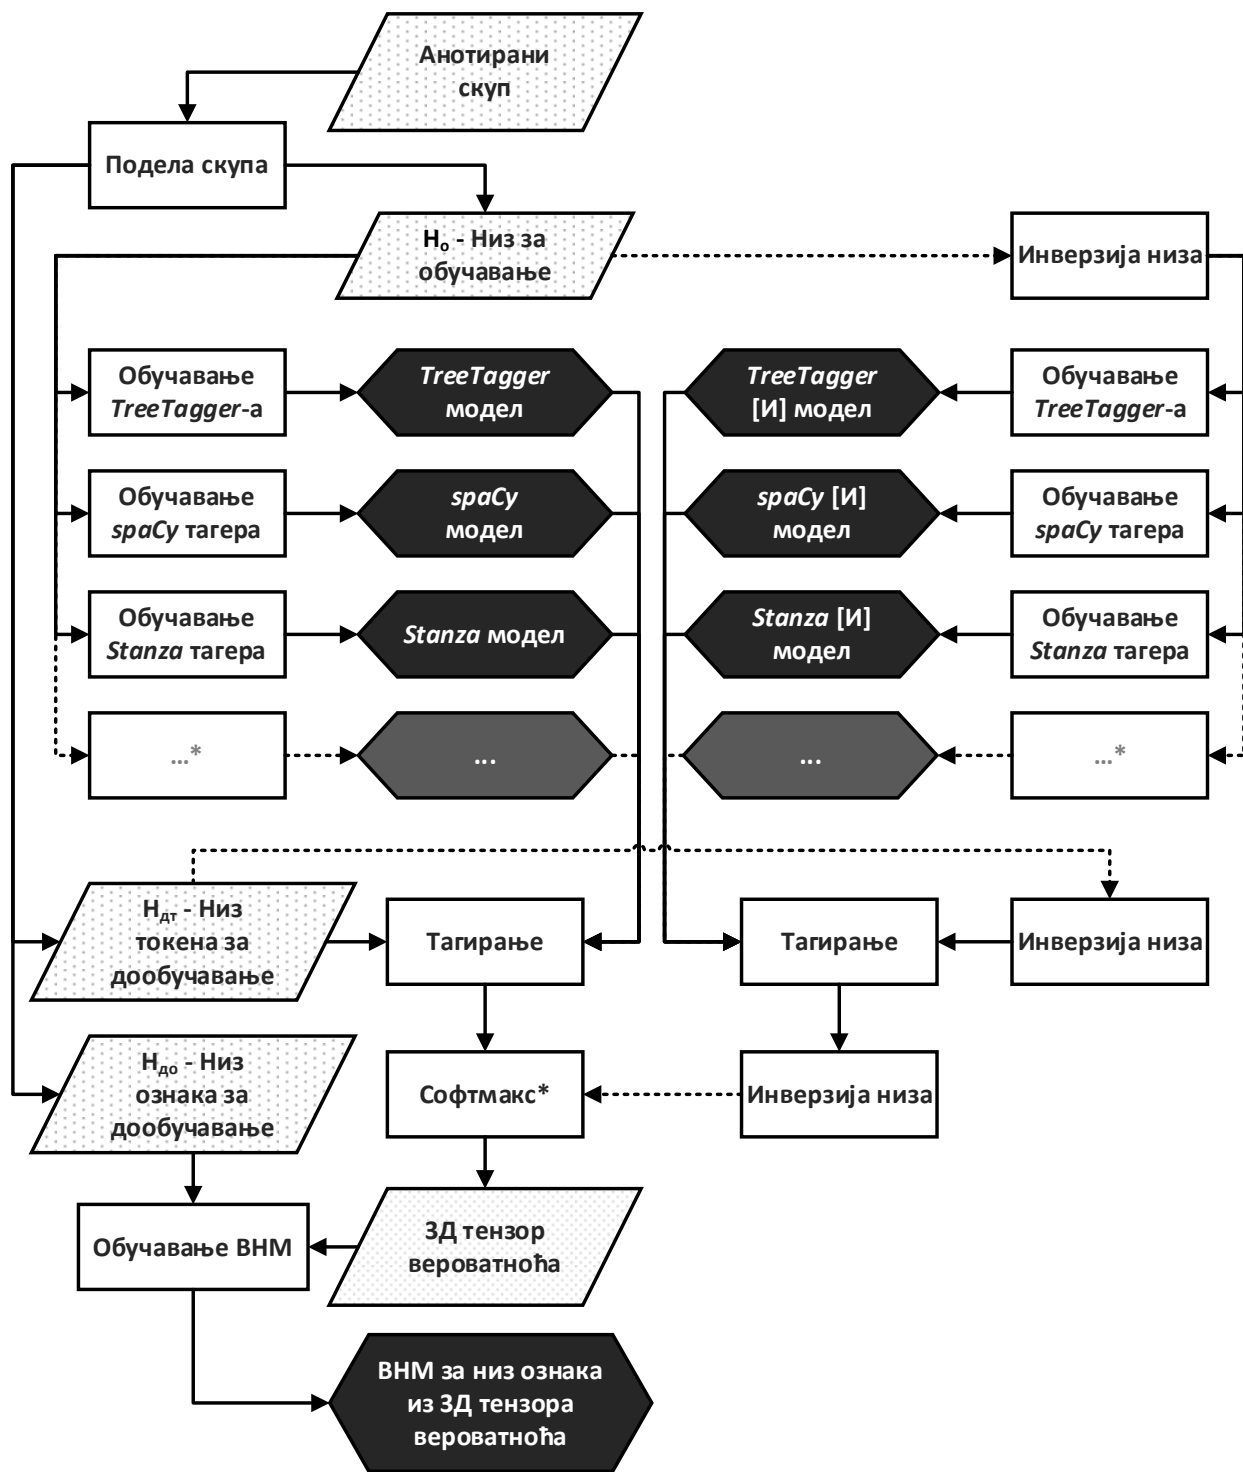 Анотирани
скуп
Подела скупа
Hₒ - Низ за
обучавање
Инверзија низа
Обучавање
TreeTagger-а
TreeTagger
модел
TreeTagger
[И] модел
Обучавање
TreeTagger-а
Обучавање
spaCy тагера
spaCy
модел
spaCy [И]
модел
Обучавање
spaCy тагера
Обучавање
Stanza тагера
Stanza модел
Stanza [И]
модел
Обучавање
Stanza тагера
...*
...
...
...*
Hдт - Низ
токена за
дообучавање
Тагирање
Тагирање
Инверзија низа
Hдо - Низ
ознака за
дообучавање
Софтмакс*
Инверзија низа
Обучавање ВНМ
3Д тензор
вероватноћа
ВНМ за низ ознака
из 3Д тензора
вероватноћа